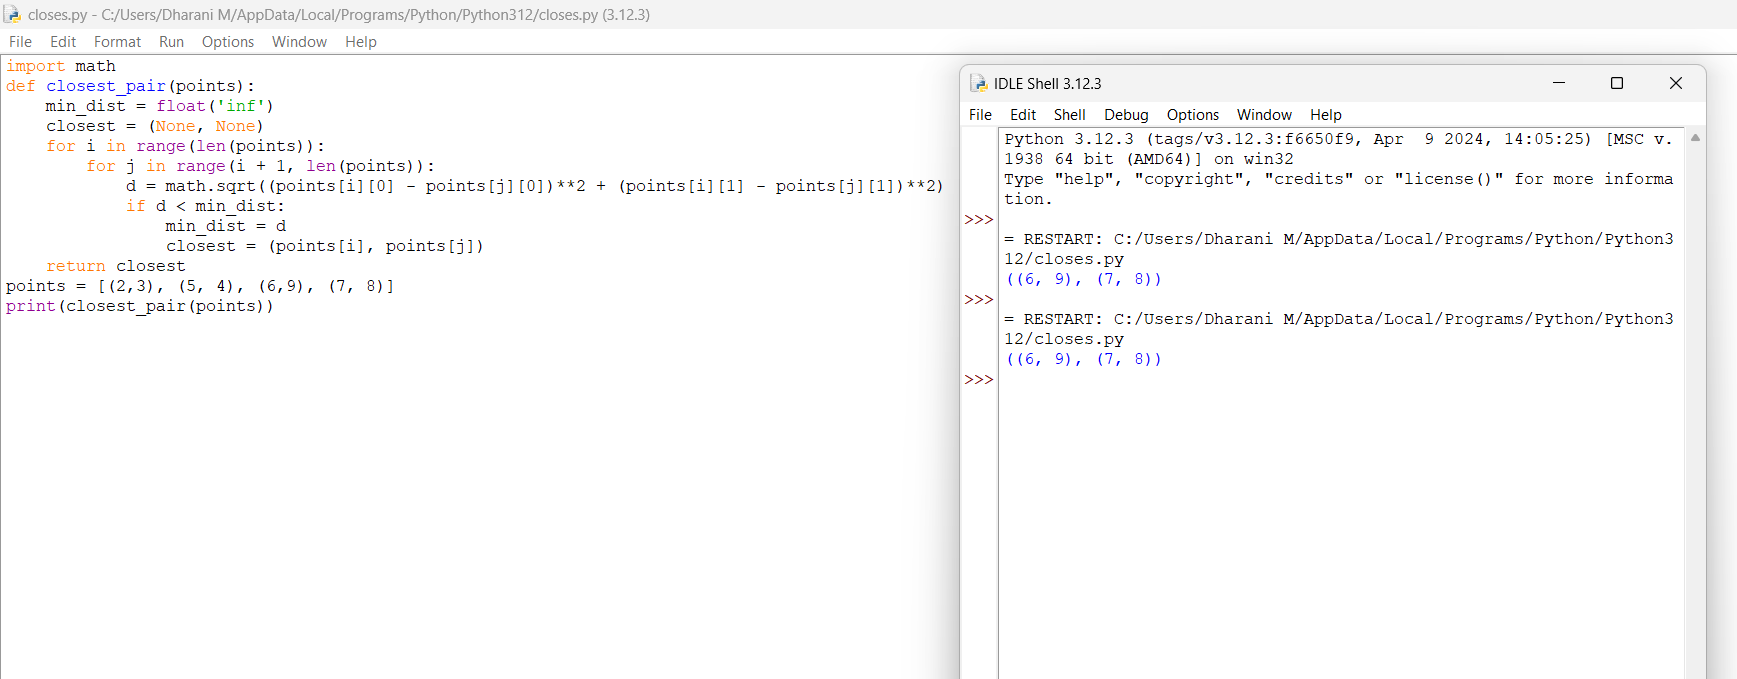 closes.py - C:/Users/Dharani M/AppData/Local/Programs/Python/Python312/closes.py (3.12.3)
File Edit Format Run Options Window Help
import math
def closest_pair(points):
    min_dist = float('inf')
    closest = (None, None)
    for i in range(len(points)):
        for j in range(i + 1, len(points)):
            d = math.sqrt((points[i][0] - points[j][0])**2 + (points[i][1] - points[j][1])**2)
            if d < min_dist:
                min_dist = d
                closest = (points[i], points[j])
    return closest
points = [(2,3), (5, 4), (6,9), (7, 8)]
print(closest_pair(points))
IDLE Shell 3.12.3
File Edit Shell Debug Options Window Help
Python 3.12.3 (tags/v3.12.3:f6650f9, Apr  9 2024, 14:05:25) [MSC v.
1938 64 bit (AMD64)] on win32
Type "help", "copyright", "credits" or "license()" for more informa
tion.
>>>
= RESTART: C:/Users/Dharani M/AppData/Local/Programs/Python/Python3
12/closes.py
((6, 9), (7, 8))
>>>
= RESTART: C:/Users/Dharani M/AppData/Local/Programs/Python/Python3
12/closes.py
((6, 9), (7, 8))
>>>